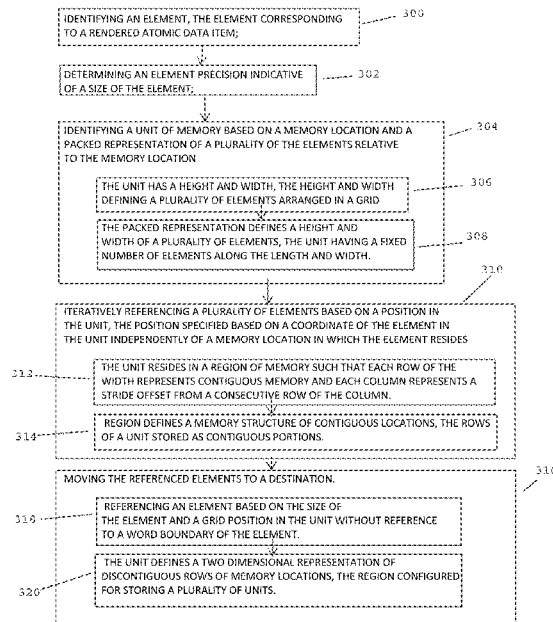 IDENTIFYING AN ELEMENT, THE ELEMENT CORRESPONDING
TO A RENDERED ATOMIC DATA ITEM;
300
DETERMINING AN ELEMENT PRECISION INDICATIVE
OF A SIZE OF THE ELEMENT;
302
IDENTIFYING A UNIT OF MEMORY BASED ON A MEMORY LOCATION AND A
PACKED REPRESENTATION OF A PLURALITY OF THE ELEMENTS RELATIVE
TO THE MEMORY LOCATION
304
THE UNIT HAS A HEIGHT AND WIDTH, THE HEIGHT AND WIDTH
DEFINING A PLURALITY OF ELEMENTS ARRANGED IN A GRID
306
THE PACKED REPRESENTATION DEFINES A HEIGHT AND
WIDTH OF A PLURALITY OF ELEMENTS, THE UNIT HAVING A FIXED
NUMBER OF ELEMENTS ALONG THE LENGTH AND WIDTH.
308
310
ITERATIVELY REFERENCING A PLURALITY OF ELEMENTS BASED ON A POSITION IN
THE UNIT, THE POSITION SPECIFIED BASED ON A COORDINATE OF THE ELEMENT IN
THE UNIT INDEPENDENTLY OF A MEMORY LOCATION IN WHICH THE ELEMENT RESIDES
312
THE UNIT RESIDES IN A REGION OF MEMORY SUCH THAT EACH ROW OF THE
WIDTH REPRESENTS CONTIGUOUS MEMORY AND EACH COLUMN REPRESENTS A
STRIDE OFFSET FROM A CONSECUTIVE ROW OF THE COLUMN.
314
REGION DEFINES A MEMORY STRUCTURE OF CONTIGUOUS LOCATIONS, THE ROWS
OF A UNIT STORED AS CONTIGUOUS PORTIONS.
MOVING THE REFERENCED ELEMENTS TO A DESTINATION.
316
REFERENCING AN ELEMENT BASED ON THE SIZE OF
THE ELEMENT AND A GRID POSITION IN THE UNIT WITHOUT REFERENCE
TO A WORD BOUNDARY OF THE ELEMENT.
320
THE UNIT DEFINES A TWO DIMENSIONAL REPRESENTATION OF
DISCONTIGUOUS ROWS OF MEMORY LOCATIONS, THE REGION CONFIGURED
FOR STORING A PLURALITY OF UNITS.